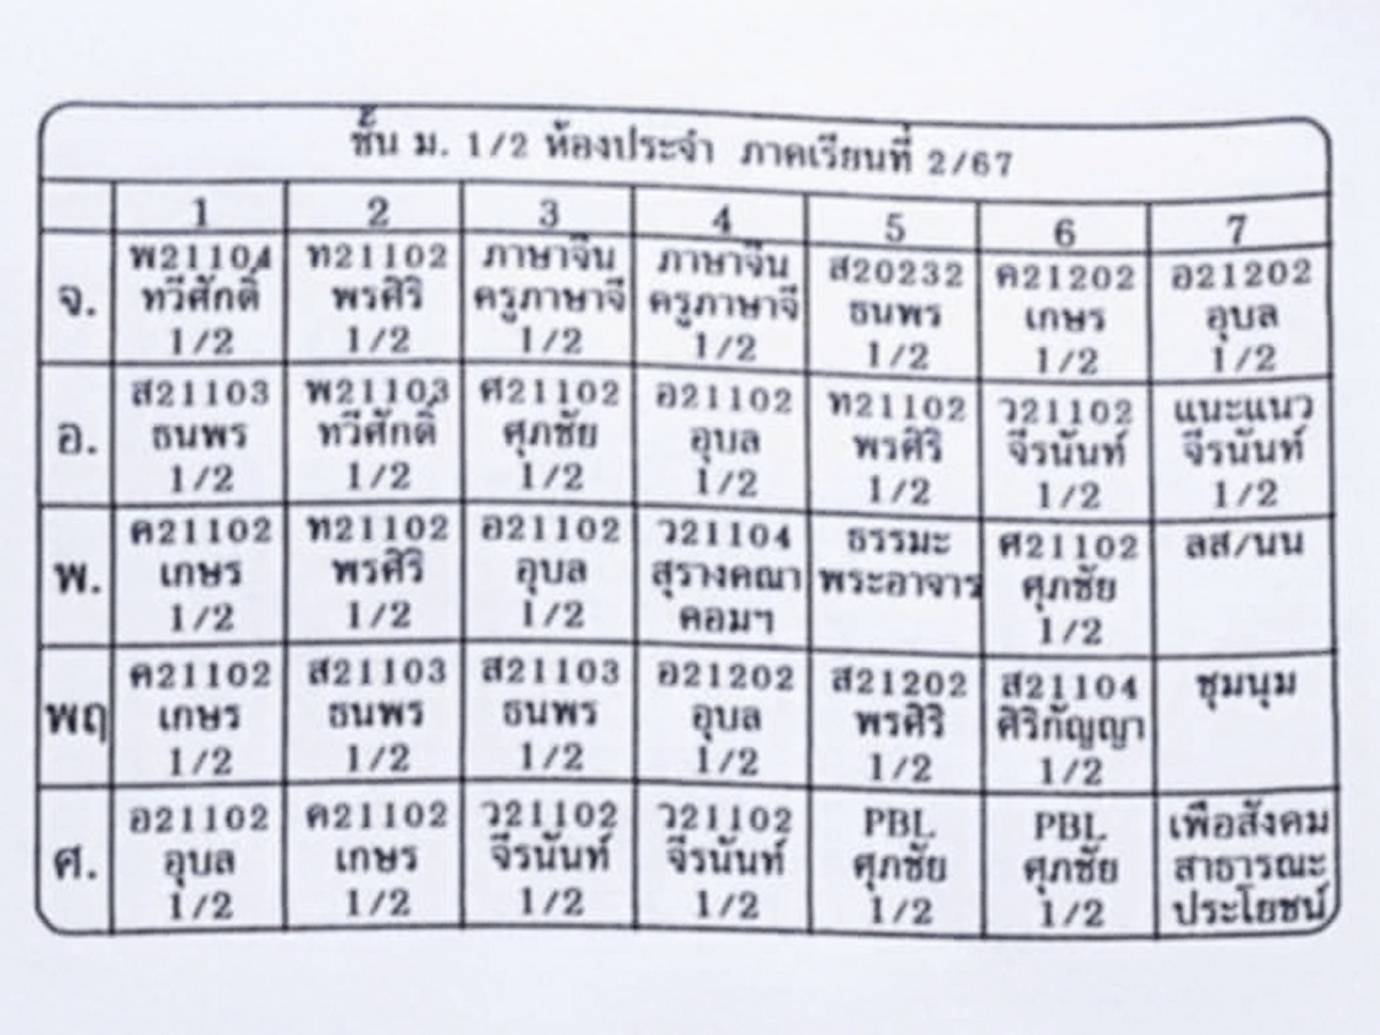 ชั้น ม. 1/2 ห้องประจำ ภาคเรียนที่ 2/67
1 2 3 4 5 6 7
พ21104 ท21102 ภาษาจีน ภาษาจีน ส20232 ค21202 อ21202
จ. ทวีศักดิ์ พรศิริ ครูภาษาจี ครูภาษาจี ธนพร เกษร อุบล
1/2 1/2 1/2 1/2 1/2 1/2 1/2
ส21103 พ21103 ศ21102 อ21102 ท21102 ว21102 แนะแนว
อ. ธนพร ทวีศักดิ์ ศุภชัย อุบล พรศิริ จีรนันท์ จีรนันท์
1/2 1/2 1/2 1/2 1/2 1/2 1/2
ค21102 ท21102 อ21102 ว21104 ธรรมะ ศ21102 ลส/นน
พ. เกษร พรศิริ อุบล สุรางคณา พระอาจาร ศุภชัย
1/2 1/2 1/2 คอมฯ 1/2
ค21102 ส21103 ส21103 อ21202 ส21202 ส21104 ชุมนุม
พฤ เกษร ธนพร ธนพร อุบล พรศิริ ศิริกัญญา
1/2 1/2 1/2 1/2 1/2 1/2
อ21102 ค21102 ว21102 ว21102 PBL PBL เพื่อสังคม
ศ. อุบล เกษร จีรนันท์ จีรนันท์ ศุภชัย ศุภชัย สาธารณะ
1/2 1/2 1/2 1/2 1/2 1/2 ประโยชน์